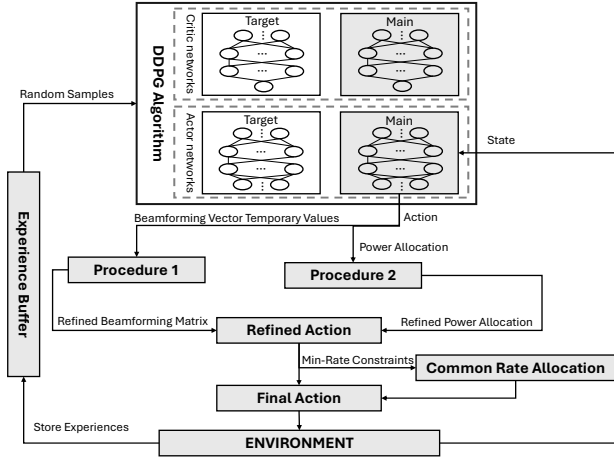 DDPG Algorithm
Critic networks
Target
...
...
Main
...
...
Actor networks
Target
...
...
Main
...
...
Random Samples
State
Experience Buffer
Beamforming Vector Temporary Values
Action
Power Allocation
Procedure 1
Procedure 2
Refined Beamforming Matrix
Refined Action
Refined Power Allocation
Min-Rate Constraints
Common Rate Allocation
Final Action
Store Experiences
ENVIRONMENT